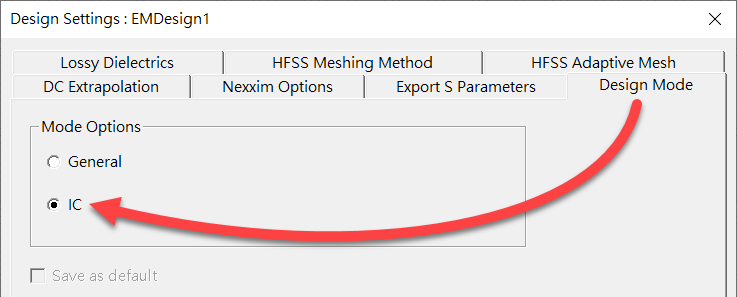 Design Settings : EMDesign1
Lossy Dielectrics HFSS Meshing Method HFSS Adaptive Mesh
DC Extrapolation Nexxim Options Export S Parameters Design Mode
Mode Options
General
IC
Save as default